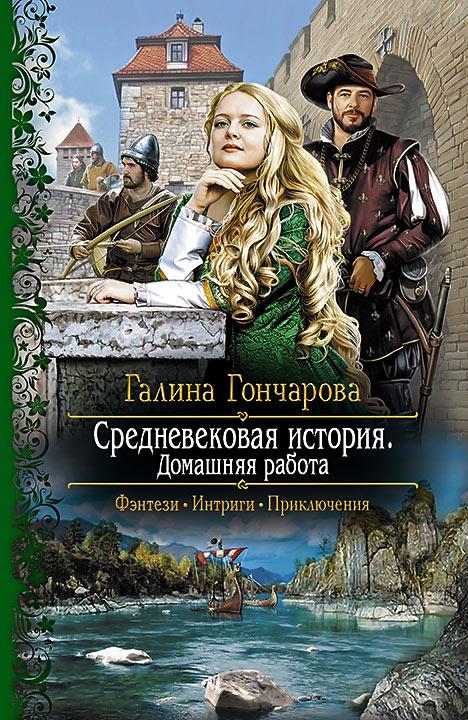 Галина Гончарова
Средневековая история.
Домашняя работа
Фэнтези • Интриги • Приключения